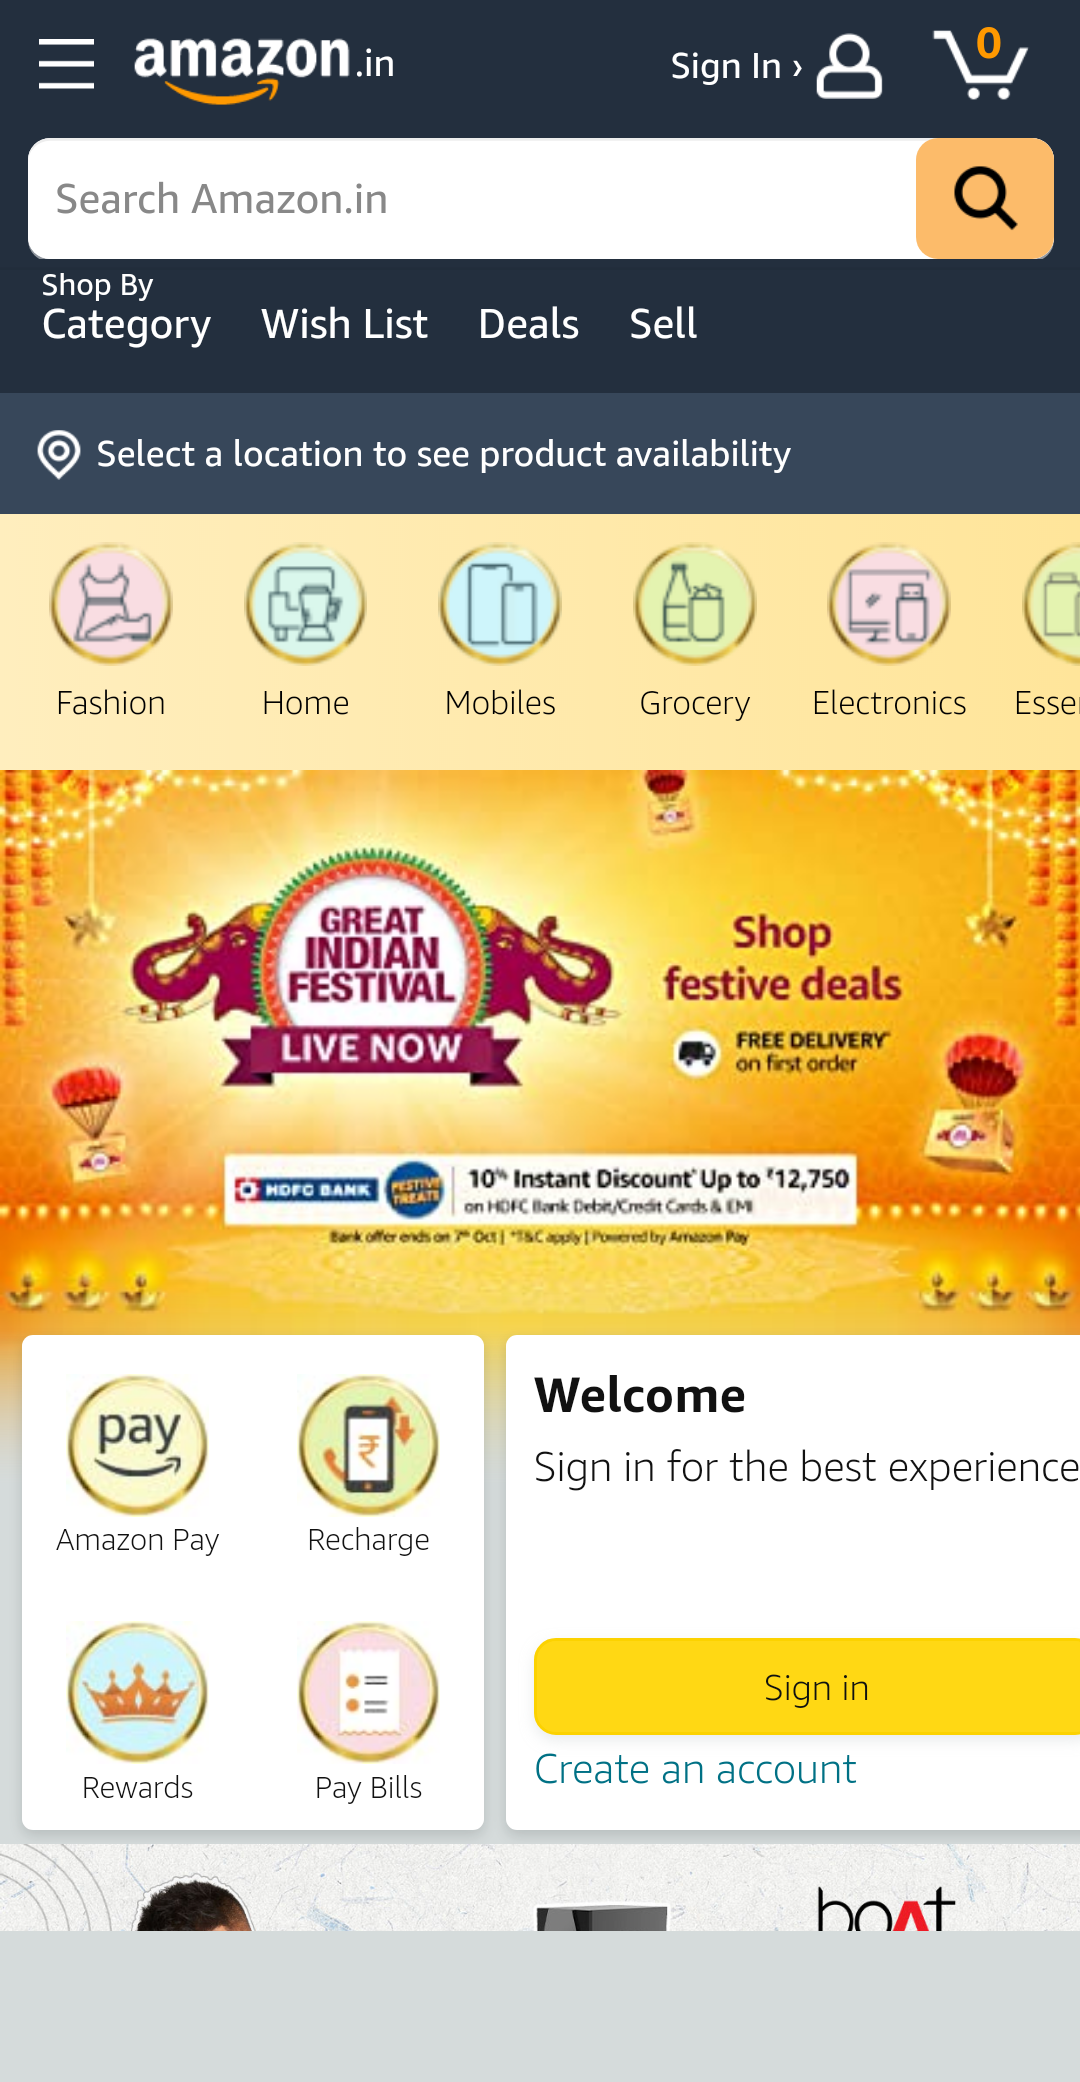 amazon.in
Sign In ›
0
Search Amazon.in
Shop By
Category
Wish List
Deals
Sell
Select a location to see product availability
Fashion
Home
Mobiles
Grocery
Electronics
Esse
GREAT
INDIAN
FESTIVAL
LIVE NOW
Shop
festive deals
FREE DELIVERY*
on first order
HDFC BANK
FESTIVE
TREATS
10% Instant Discount* Up to ₹12,750
on HDFC Bank Debit/Credit Cards & EMI
Bank offer ends on 7th Oct | *T&C apply | Powered by Amazon Pay
pay
₹
Amazon Pay
Recharge
Rewards
Pay Bills
Welcome
Sign in for the best experience
Sign in
Create an account
boAt